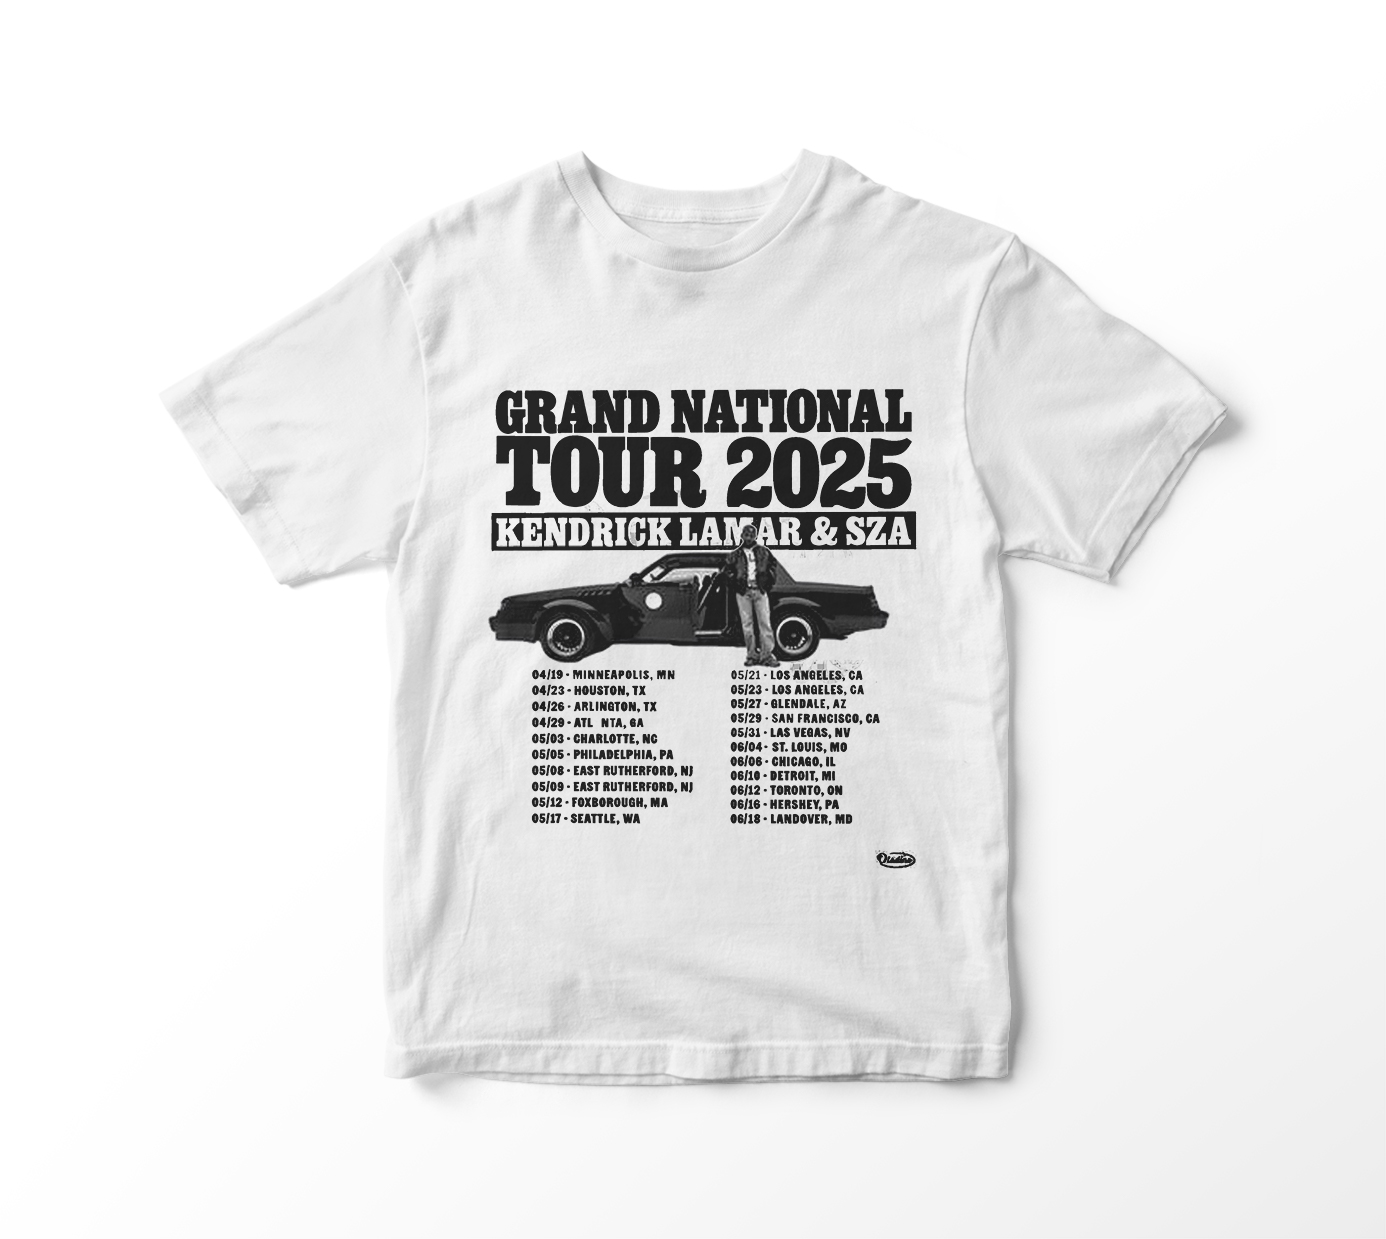 GRAND NATIONAL
TOUR 2025
KENDRICK LAMAR & SZA
04/19 · MINNEAPOLIS, MN
04/23 · HOUSTON, TX
04/26 · ARLINGTON, TX
04/29 · ATL NTA, GA
05/03 · CHARLOTTE, NC
05/05 · PHILADELPHIA, PA
05/08 · EAST RUTHERFORD, NJ
05/09 · EAST RUTHERFORD, NJ
05/12 · FOXBOROUGH, MA
05/17 · SEATTLE, WA
05/21 · LOS ANGELES, CA
05/23 · LOS ANGELES, CA
05/27 · GLENDALE, AZ
05/29 · SAN FRANCISCO, CA
05/31 · LAS VEGAS, NV
06/04 · ST. LOUIS, MO
06/06 · CHICAGO, IL
06/10 · DETROIT, MI
06/12 · TORONTO, ON
06/16 · HERSHEY, PA
06/18 · LANDOVER, MD